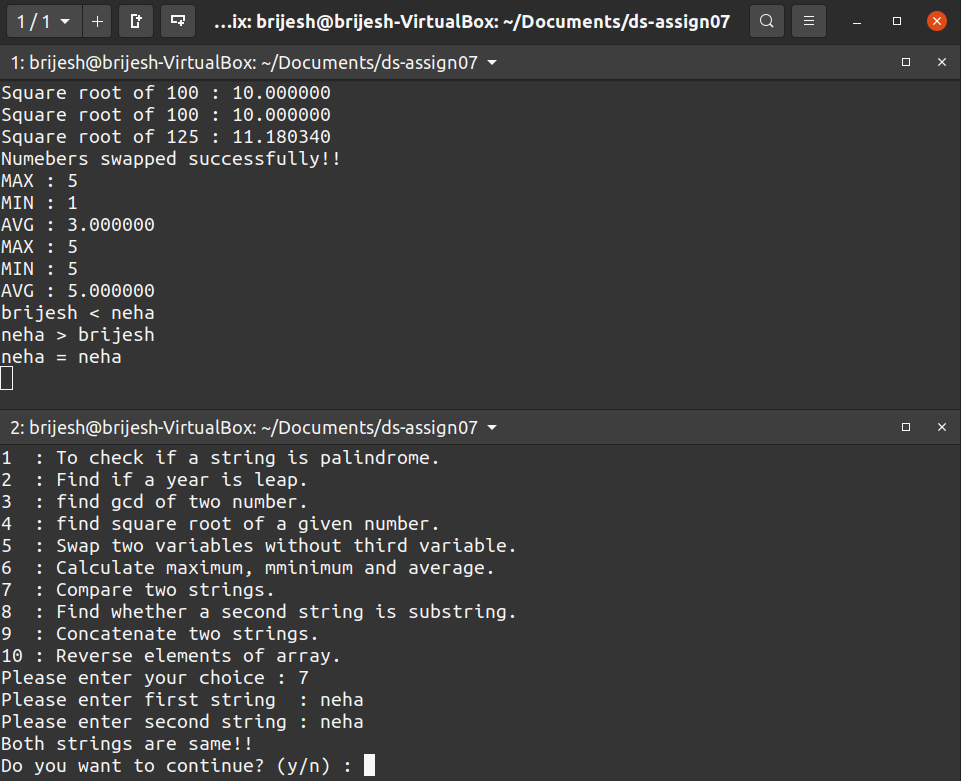 1 / 1
...ix: brijesh@brijesh-VirtualBox: ~/Documents/ds-assign07
1: brijesh@brijesh-VirtualBox: ~/Documents/ds-assign07
Square root of 100 : 10.000000
Square root of 100 : 10.000000
Square root of 125 : 11.180340
Numebers swapped successfully!!
MAX : 5
MIN : 1
AVG : 3.000000
MAX : 5
MIN : 5
AVG : 5.000000
brijesh < neha
neha > brijesh
neha = neha
2: brijesh@brijesh-VirtualBox: ~/Documents/ds-assign07
1  : To check if a string is palindrome.
2  : Find if a year is leap.
3  : find gcd of two number.
4  : find square root of a given number.
5  : Swap two variables without third variable.
6  : Calculate maximum, mminimum and average.
7  : Compare two strings.
8  : Find whether a second string is substring.
9  : Concatenate two strings.
10 : Reverse elements of array.
Please enter your choice : 7
Please enter first string  : neha
Please enter second string : neha
Both strings are same!!
Do you want to continue? (y/n) :